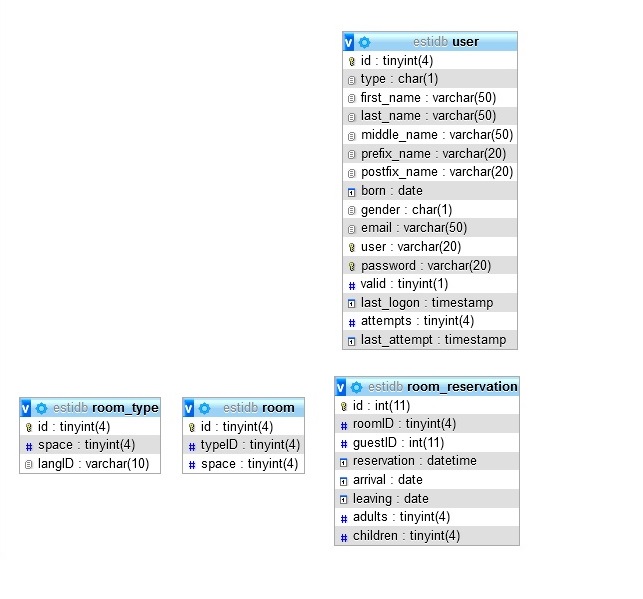 v estidb user
id : tinyint(4)
type : char(1)
first_name : varchar(50)
last_name : varchar(50)
middle_name : varchar(50)
prefix_name : varchar(20)
postfix_name : varchar(20)
born : date
gender : char(1)
email : varchar(50)
user : varchar(20)
password : varchar(20)
# valid : tinyint(1)
last_logon : timestamp
# attempts : tinyint(4)
last_attempt : timestamp
v estidb room_type
id : tinyint(4)
# space : tinyint(4)
langID : varchar(10)
v estidb room
id : tinyint(4)
# typeID : tinyint(4)
# space : tinyint(4)
v estidb room_reservation
id : int(11)
# roomID : tinyint(4)
# guestID : int(11)
reservation : datetime
arrival : date
leaving : date
# adults : tinyint(4)
# children : tinyint(4)